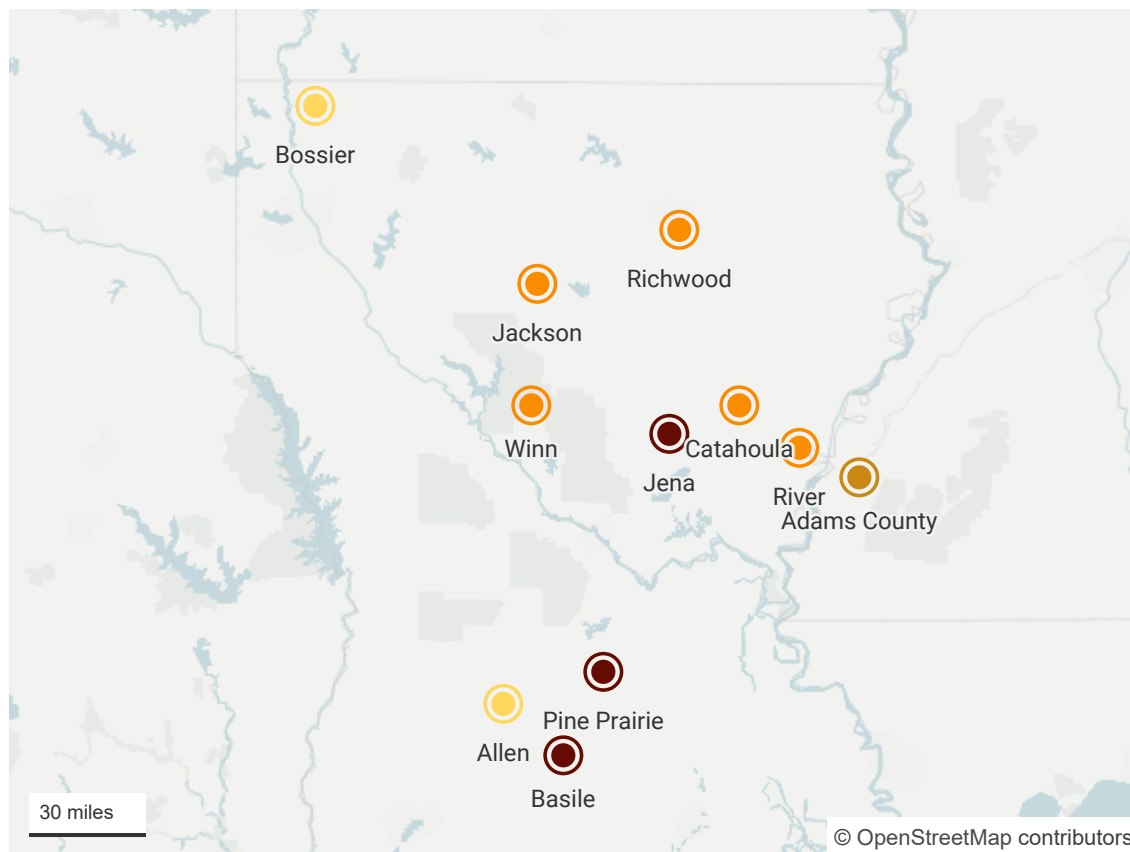 Bossier
Richwood
Jackson
Winn
Catahoula
Jena
River
Adams County
Pine Prairie
Allen
Basile
30 miles
© OpenStreetMap contributors